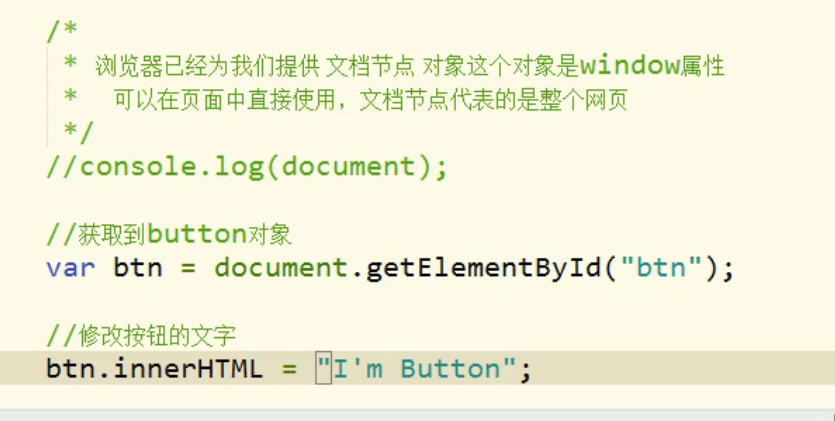 /*
* 浏览器已经为我们提供 文档节点 对象这个对象是window属性
* 可以在页面中直接使用，文档节点代表的是整个网页
*/
//console.log(document);
//获取到button对象
var btn = document.getElementById("btn");
//修改按钮的文字
btn.innerHTML = "I'm Button";